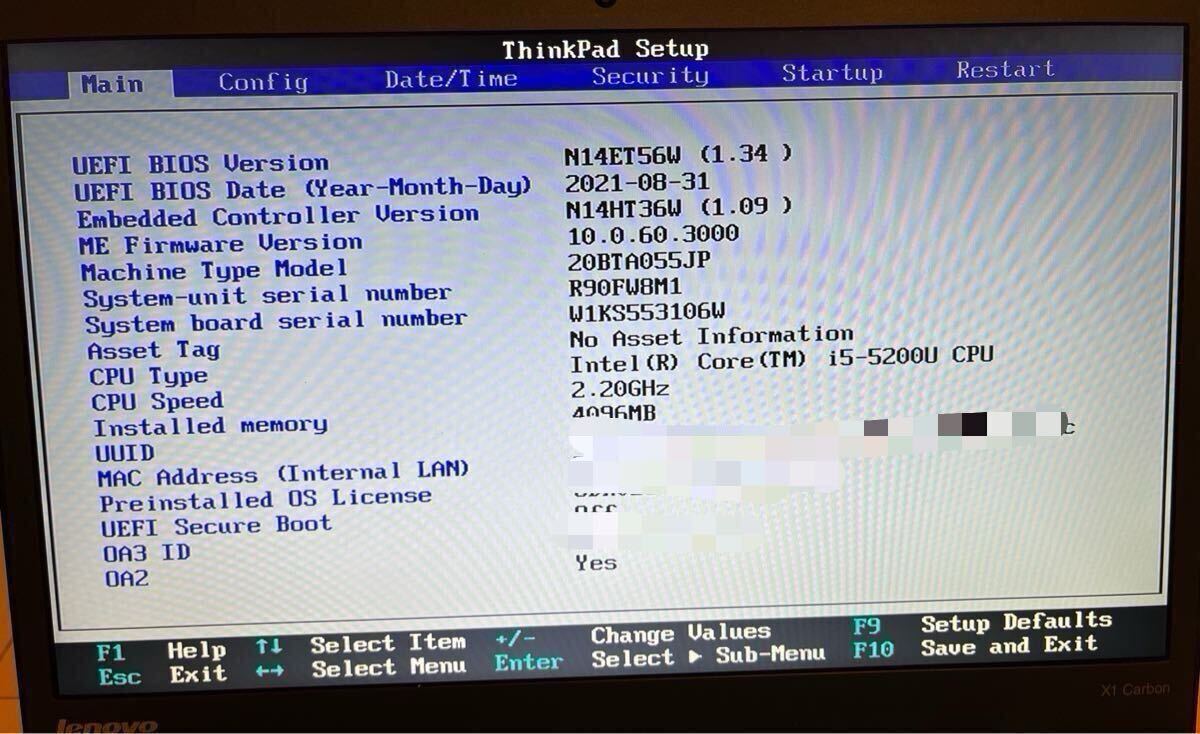 ThinkPad Setup
Main Config Date/Time Security Startup Restart
UEFI BIOS Version N14ET56W (1.34 )
UEFI BIOS Date (Year-Month-Day) 2021-08-31
Embedded Controller Version N14HT36W (1.09 )
ME Firmware Version 10.0.60.3000
Machine Type Model 20BTA055JP
System-unit serial number R90FW8M1
System board serial number W1KS553106W
Asset Tag No Asset Information
CPU Type Intel(R) Core(TM) i5-5200U CPU
CPU Speed 2.20GHz
Installed memory 4096MB
UUID
MAC Address (Internal LAN)
Preinstalled OS License
UEFI Secure Boot Off
OA3 ID
OA2 Yes
F1 Help ↑↓ Select Item +/- Change Values F9 Setup Defaults
Esc Exit ←→ Select Menu Enter Select ▶ Sub-Menu F10 Save and Exit
X1 Carbon
lenovo